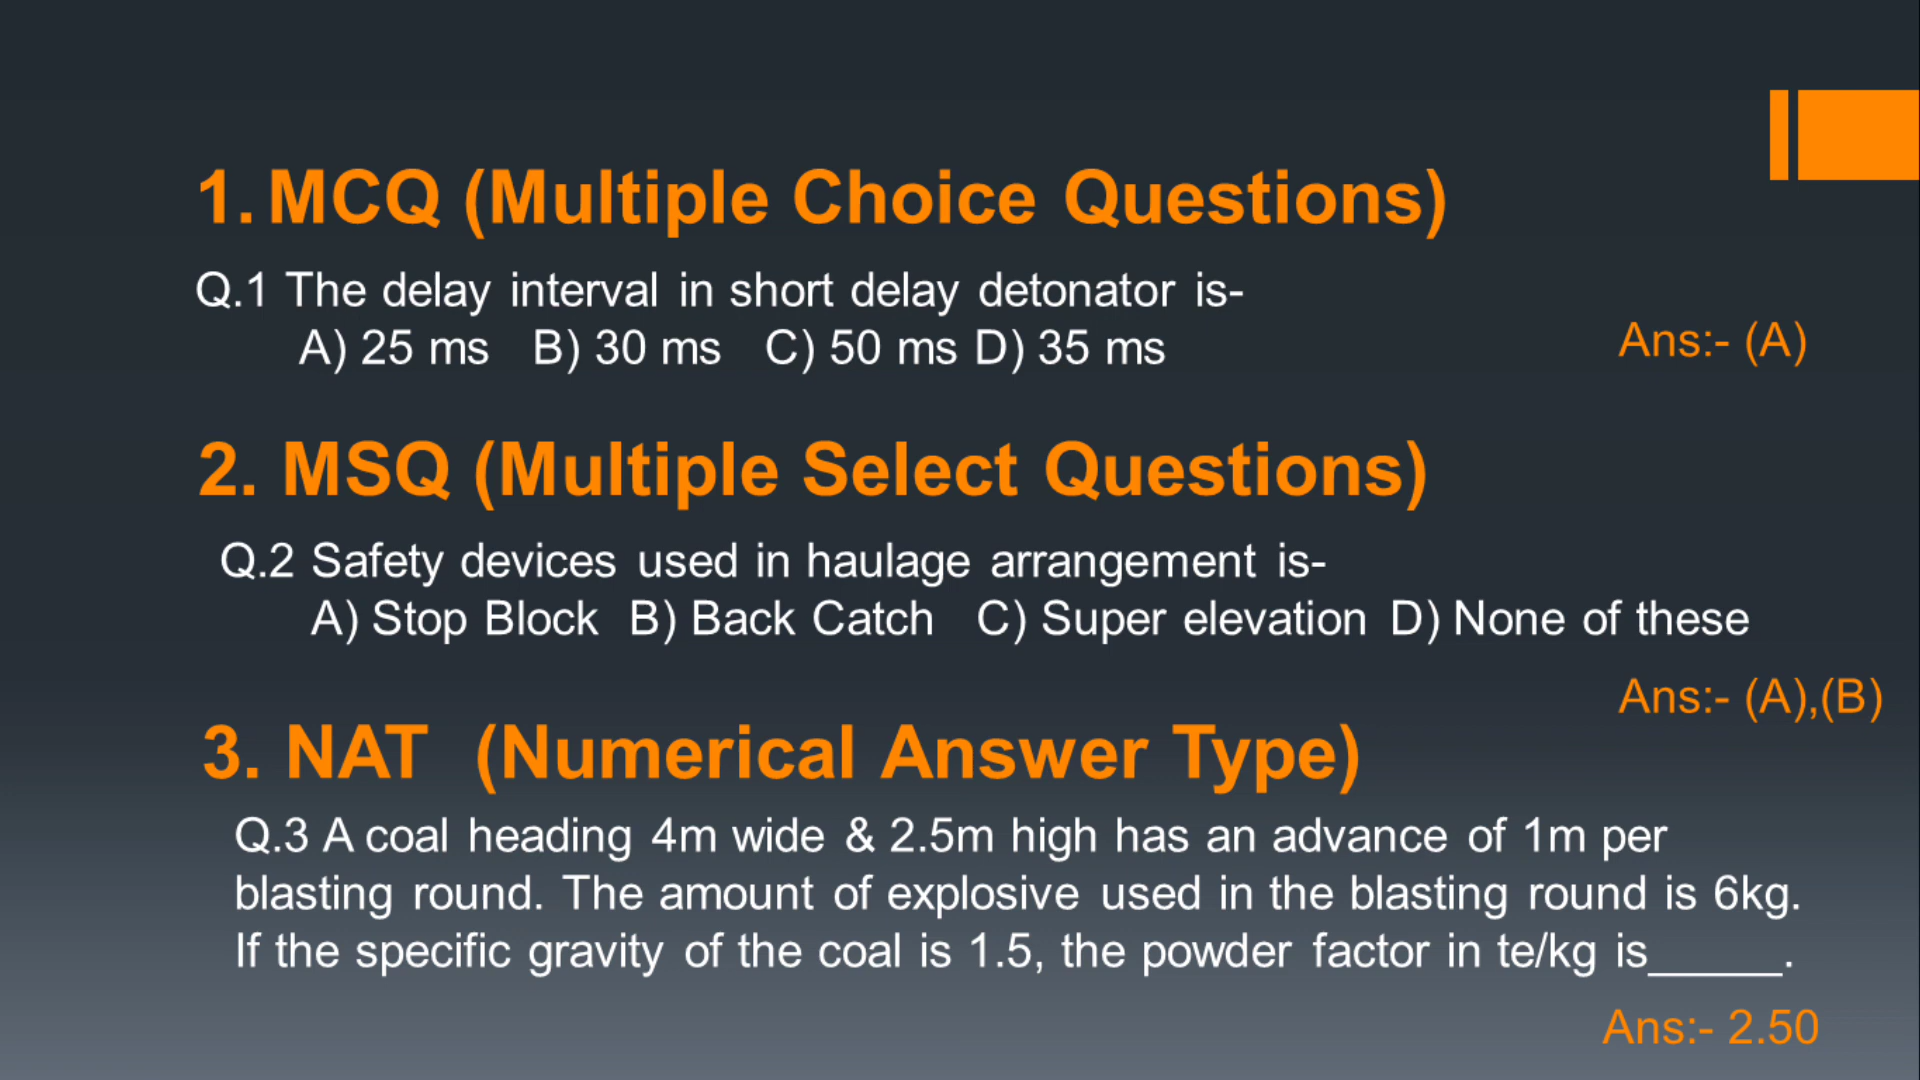 1. MCQ (Multiple Choice Questions)
Q.1 The delay interval in short delay detonator is-
A) 25 ms B) 30 ms C) 50 ms D) 35 ms
Ans:- (A)
2. MSQ (Multiple Select Questions)
Q.2 Safety devices used in haulage arrangement is-
A) Stop Block B) Back Catch C) Super elevation D) None of these
Ans:- (A),(B)
3. NAT (Numerical Answer Type)
Q.3 A coal heading 4m wide & 2.5m high has an advance of 1m per
blasting round. The amount of explosive used in the blasting round is 6kg.
If the specific gravity of the coal is 1.5, the powder factor in te/kg is_____.
Ans:- 2.50